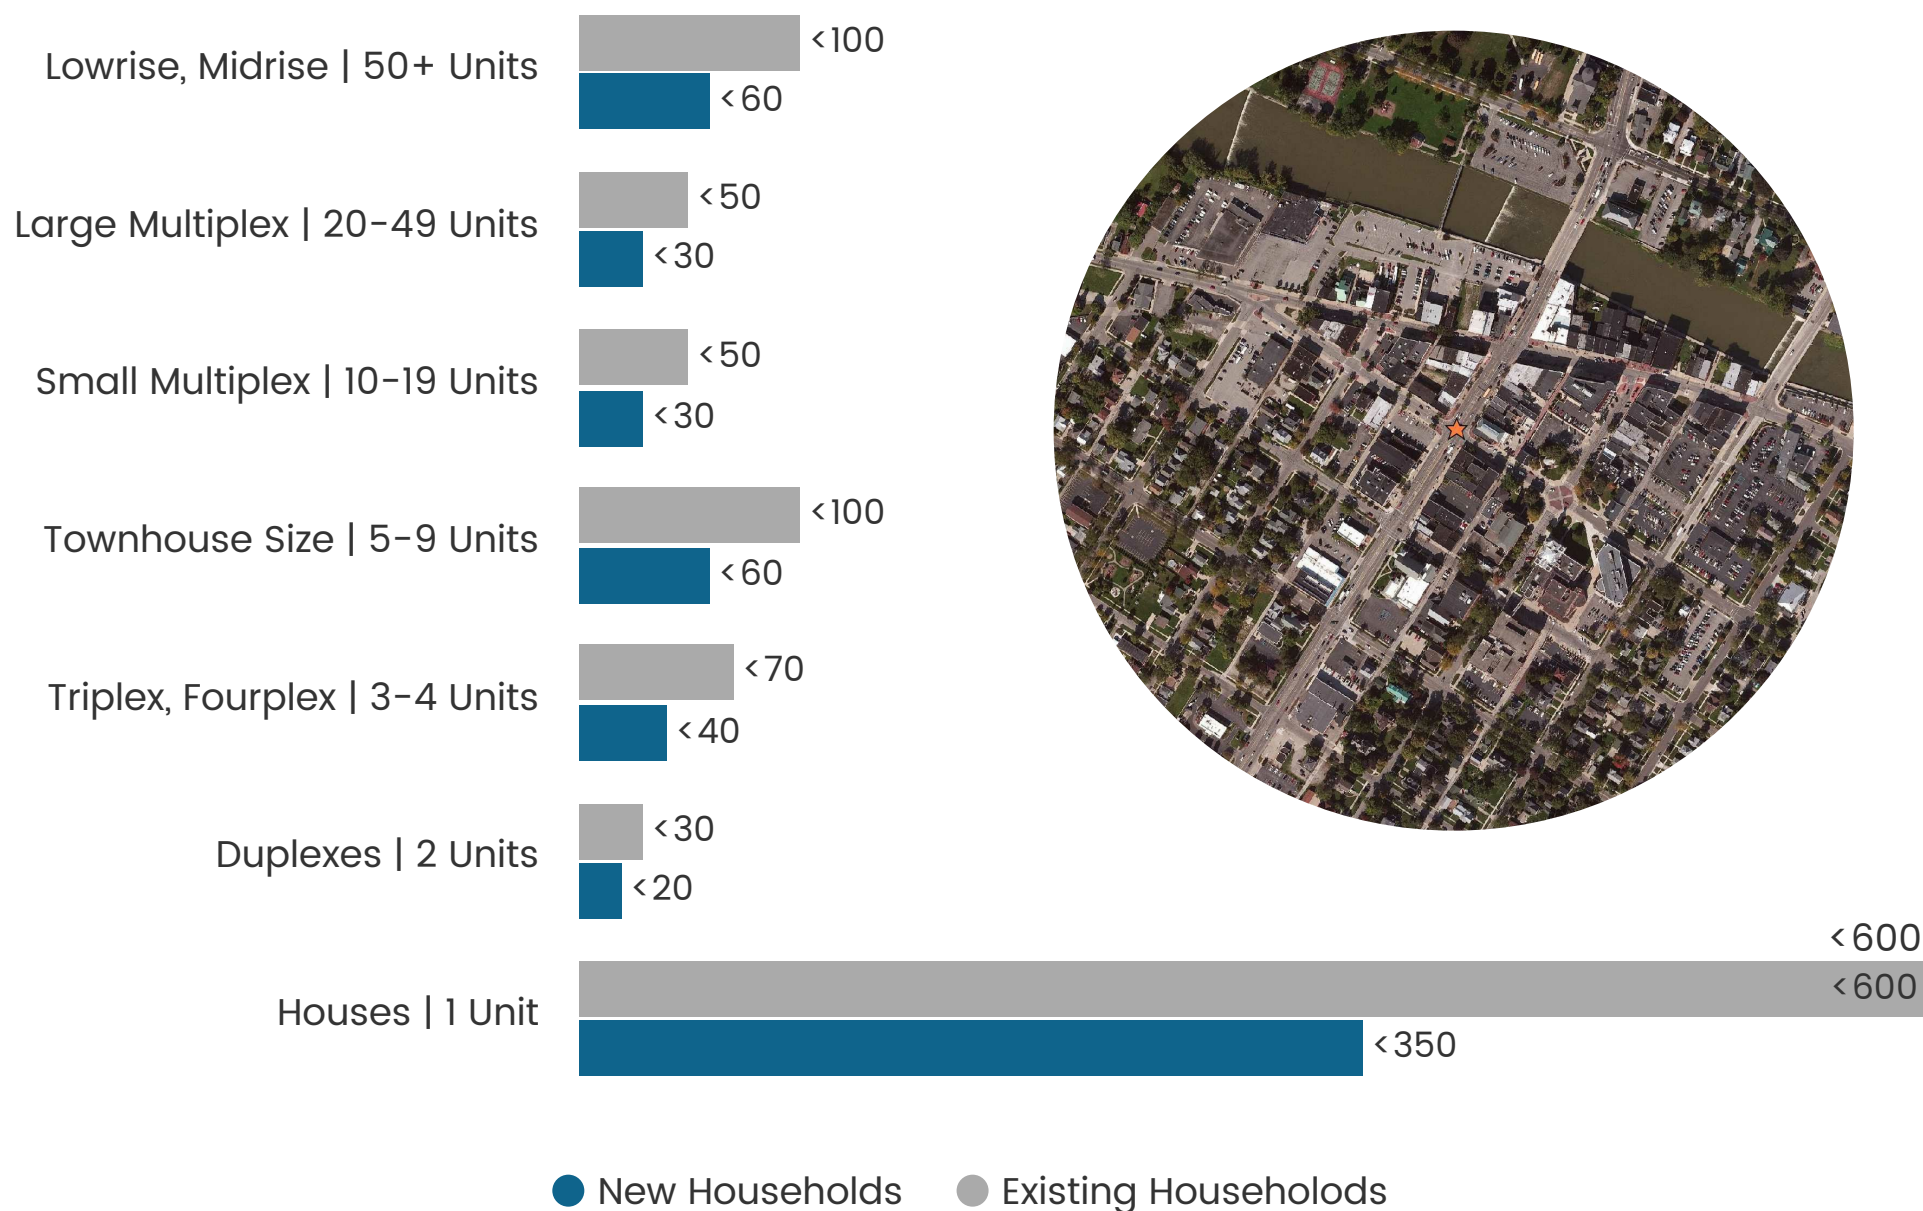 <100
Lowrise, Midrise | 50+ Units
<60
<50
Large Multiplex | 20-49 Units
<30
<50
Small Multiplex | 10-19 Units
<30
<100
Townhouse Size | 5-9 Units
<60
<70
Triplex, Fourplex | 3-4 Units
<40
<30
Duplexes | 2 Units
<20
<600
<600
Houses | 1 Unit
<350
New Households
Existing Householods